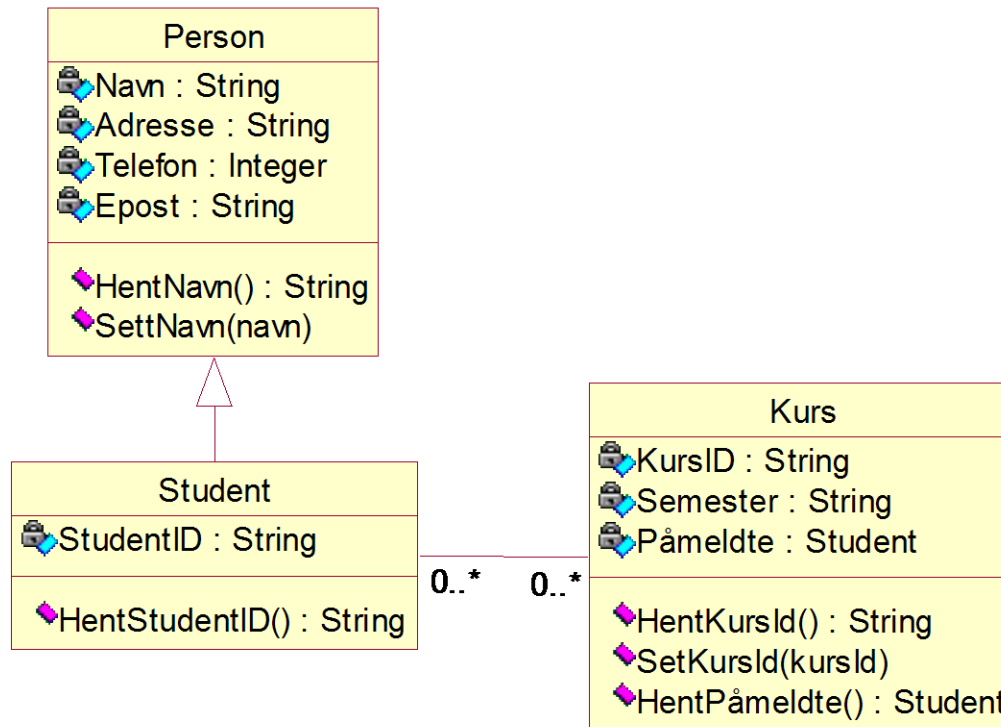 Person
Navn : String
Adresse : String
Telefon : Integer
Epost : String
HentNavn() : String
SettNavn(navn)
Student
StudentID : String
HentStudentID() : String
0..*
0..*
Kurs
KursID : String
Semester : String
Påmeldte : Student
HentKursId() : String
SetKursId(kursId)
HentPåmeldte() : Student